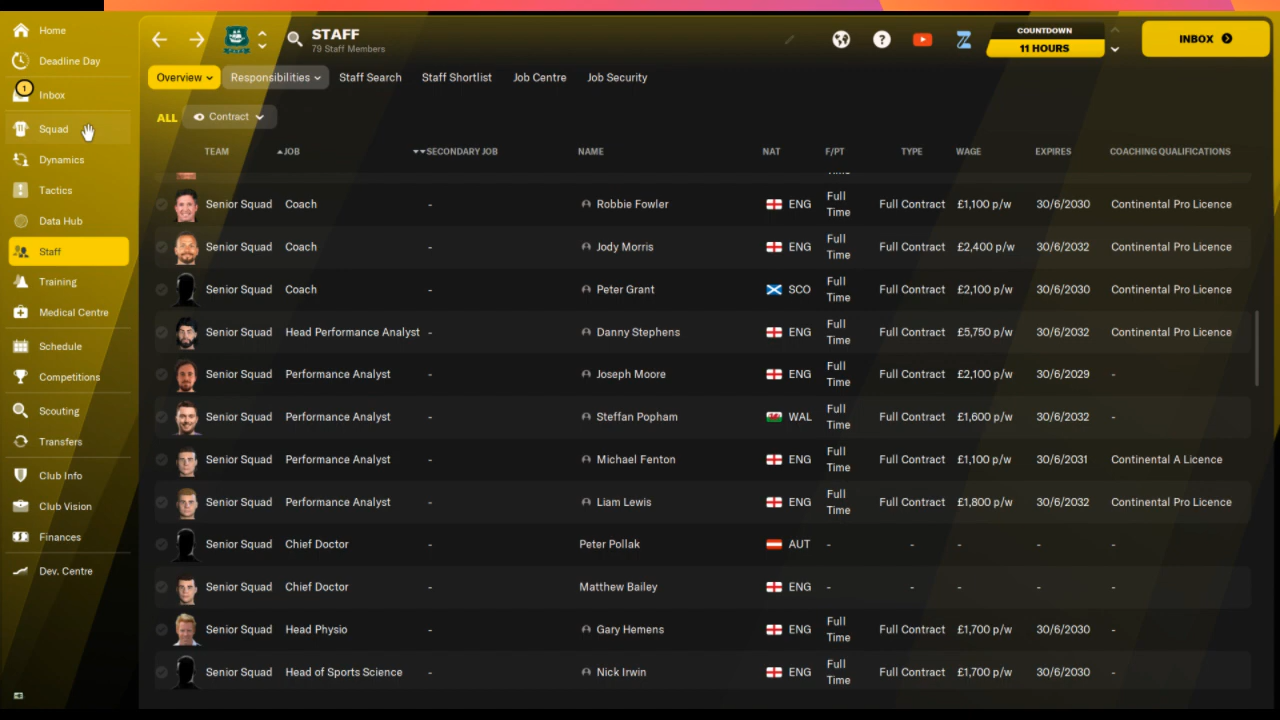 Home
Deadline Day
1
Inbox
Squad
Dynamics
Tactics
Data Hub
Staff
Training
Medical Centre
Schedule
Competitions
Scouting
Transfers
Club Info
Club Vision
Finances
Dev. Centre
STAFF
79 Staff Members
?
Z
COUNTDOWN
11 HOURS
INBOX
Overview
Responsibilities
Staff Search
Staff Shortlist
Job Centre
Job Security
ALL
Contract
TEAM JOB SECONDARY JOB NAME NAT F/PT TYPE WAGE EXPIRES COACHING QUALIFICATIONS
Senior Squad Coach - Robbie Fowler ENG Full Time Full Contract £1,100 p/w 30/6/2030 Continental Pro Licence
Senior Squad Coach - Jody Morris ENG Full Time Full Contract £2,400 p/w 30/6/2032 Continental Pro Licence
Senior Squad Coach - Peter Grant SCO Full Time Full Contract £2,100 p/w 30/6/2030 Continental Pro Licence
Senior Squad Head Performance Analyst - Danny Stephens ENG Full Time Full Contract £5,750 p/w 30/6/2032 Continental Pro Licence
Senior Squad Performance Analyst - Joseph Moore ENG Full Time Full Contract £2,100 p/w 30/6/2029 -
Senior Squad Performance Analyst - Steffan Popham WAL Full Time Full Contract £1,600 p/w 30/6/2032 -
Senior Squad Performance Analyst - Michael Fenton ENG Full Time Full Contract £1,100 p/w 30/6/2031 Continental A Licence
Senior Squad Performance Analyst - Liam Lewis ENG Full Time Full Contract £1,800 p/w 30/6/2032 Continental Pro Licence
Senior Squad Chief Doctor - Peter Pollak AUT - - - - -
Senior Squad Chief Doctor - Matthew Bailey ENG - - - - -
Senior Squad Head Physio - Gary Hemens ENG Full Time Full Contract £1,700 p/w 30/6/2030 -
Senior Squad Head of Sports Science - Nick Irwin ENG Full Time Full Contract £1,700 p/w 30/6/2030 -